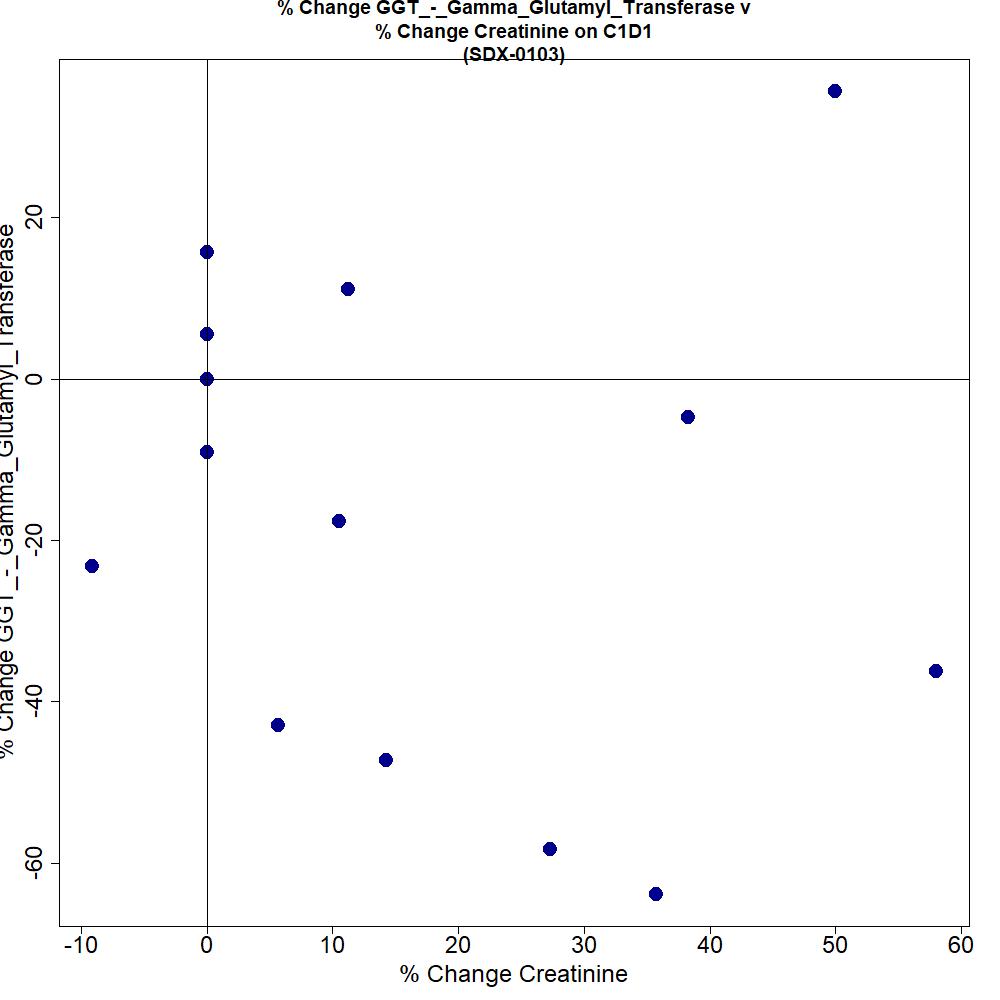 % Change GGT_-_Gamma_Glutamyl_Transferase v
% Change Creatinine on C1D1
(SDX-0103)
% Change GGT_-_Gamma_Glutamyl_Transferase
20
0
-20
-40
-60
-10 0 10 20 30 40 50 60
% Change Creatinine